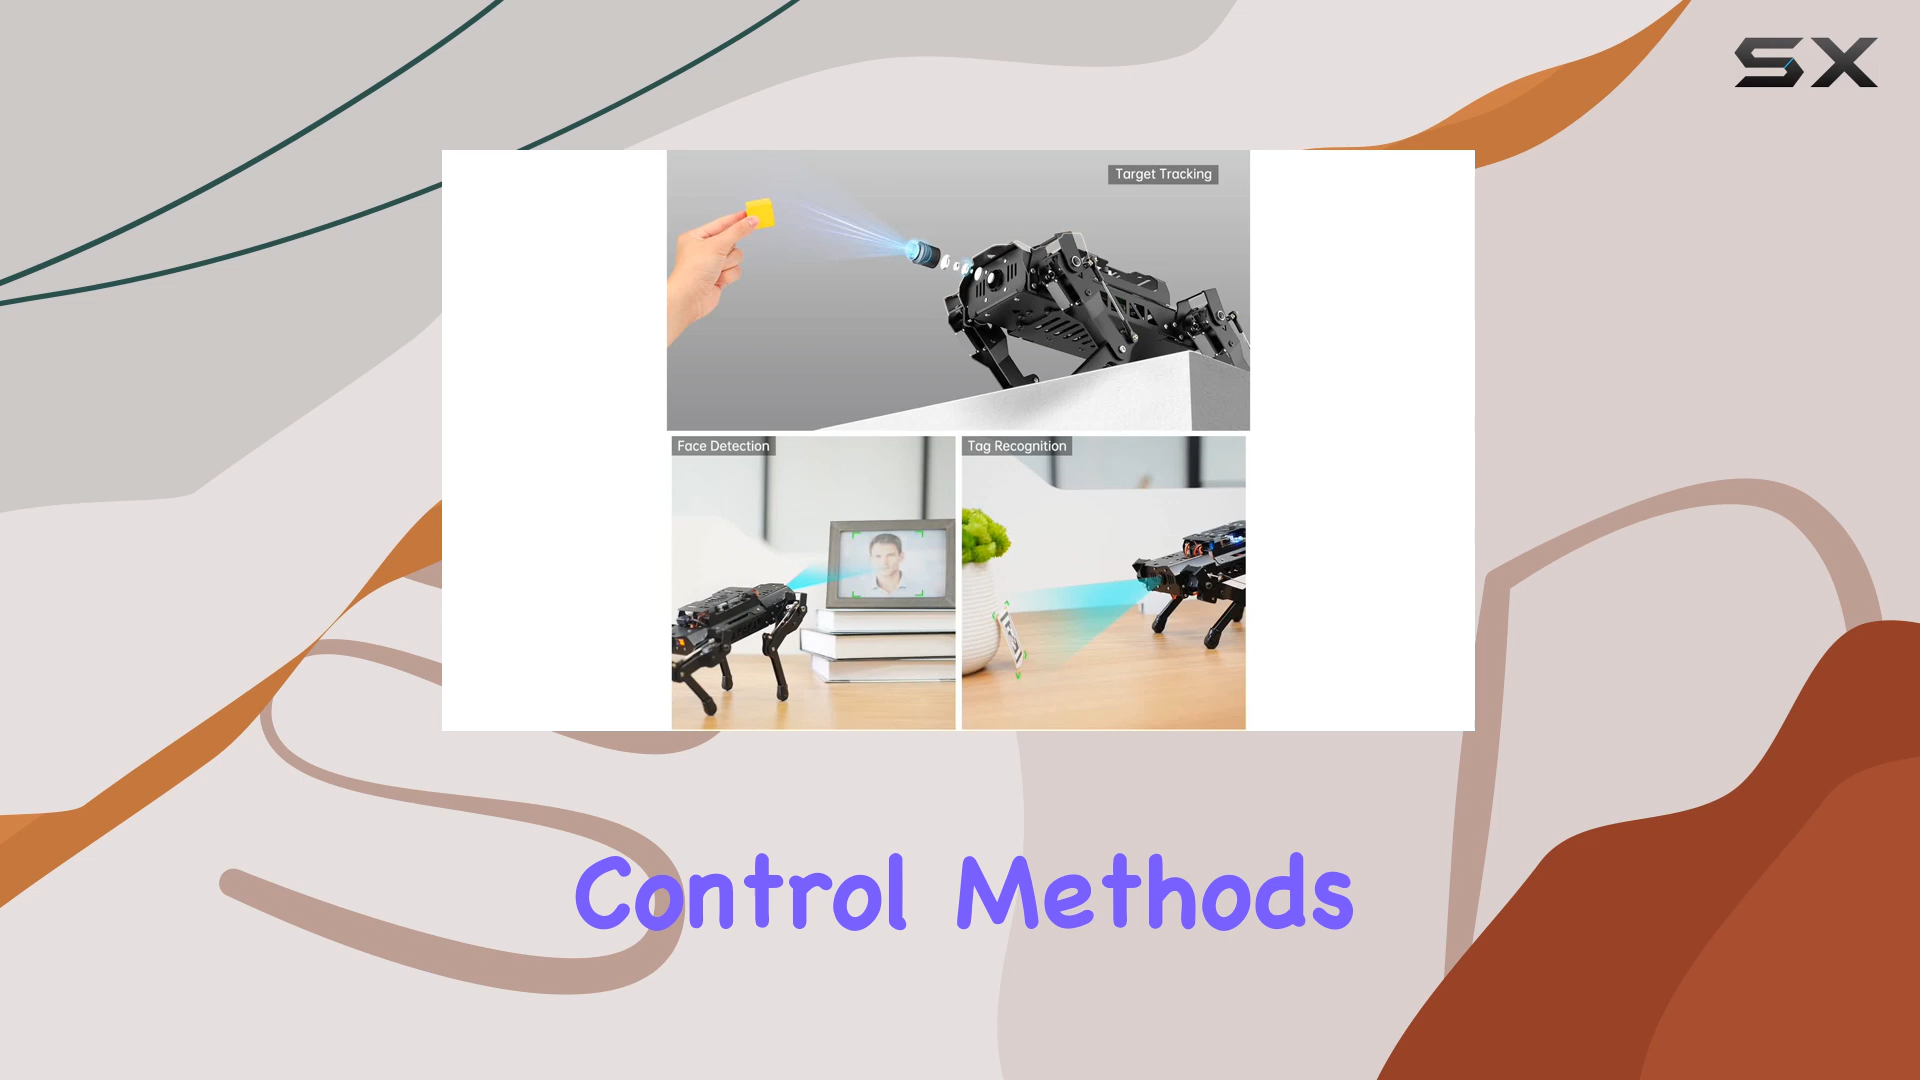 SX
Target Tracking
Face Detection
Tag Recognition
Control Methods